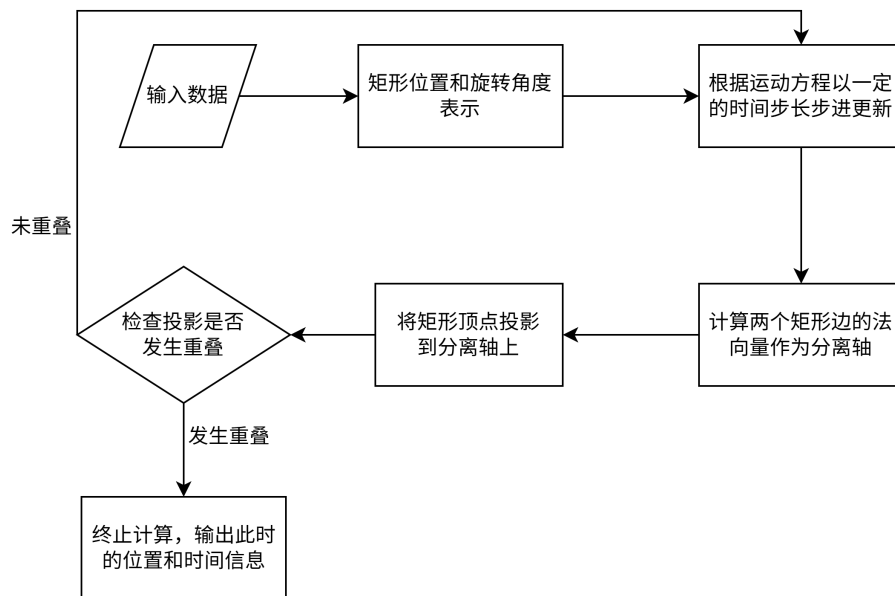 输入数据
矩形位置和旋转角度
表示
根据运动方程以一定
的时间步长步进更新
未重叠
检查投影是否
发生重叠
将矩形顶点投影
到分离轴上
计算两个矩形边的法
向量作为分离轴
发生重叠
终止计算，输出此时
的位置和时间信息